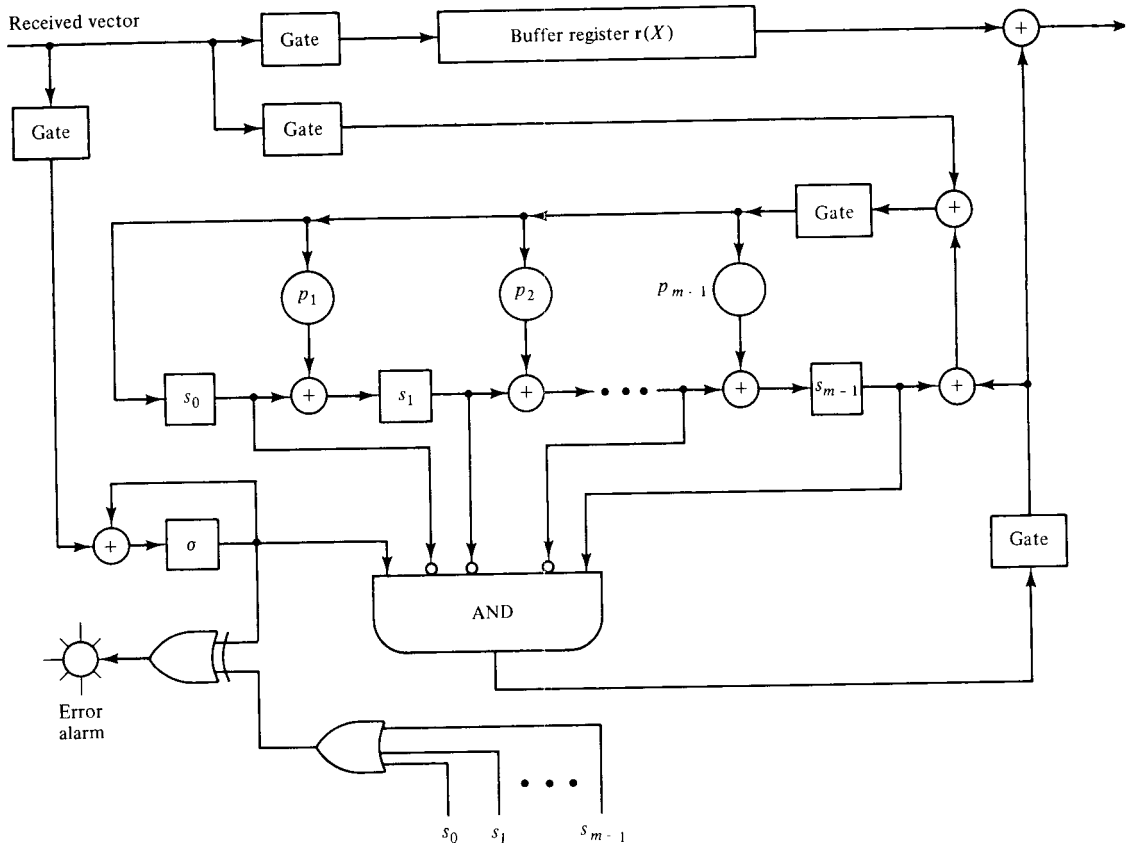 Received vector
Gate
Buffer register r(X)
+
Gate
Gate
Gate
+
p₁
p₂
pₘ₋₁
s₀
+
s₁
+
• • •
+
sₘ₋₁
+
+
σ
Gate
AND
Error
alarm
• • •
s₀
s₁
sₘ₋₁